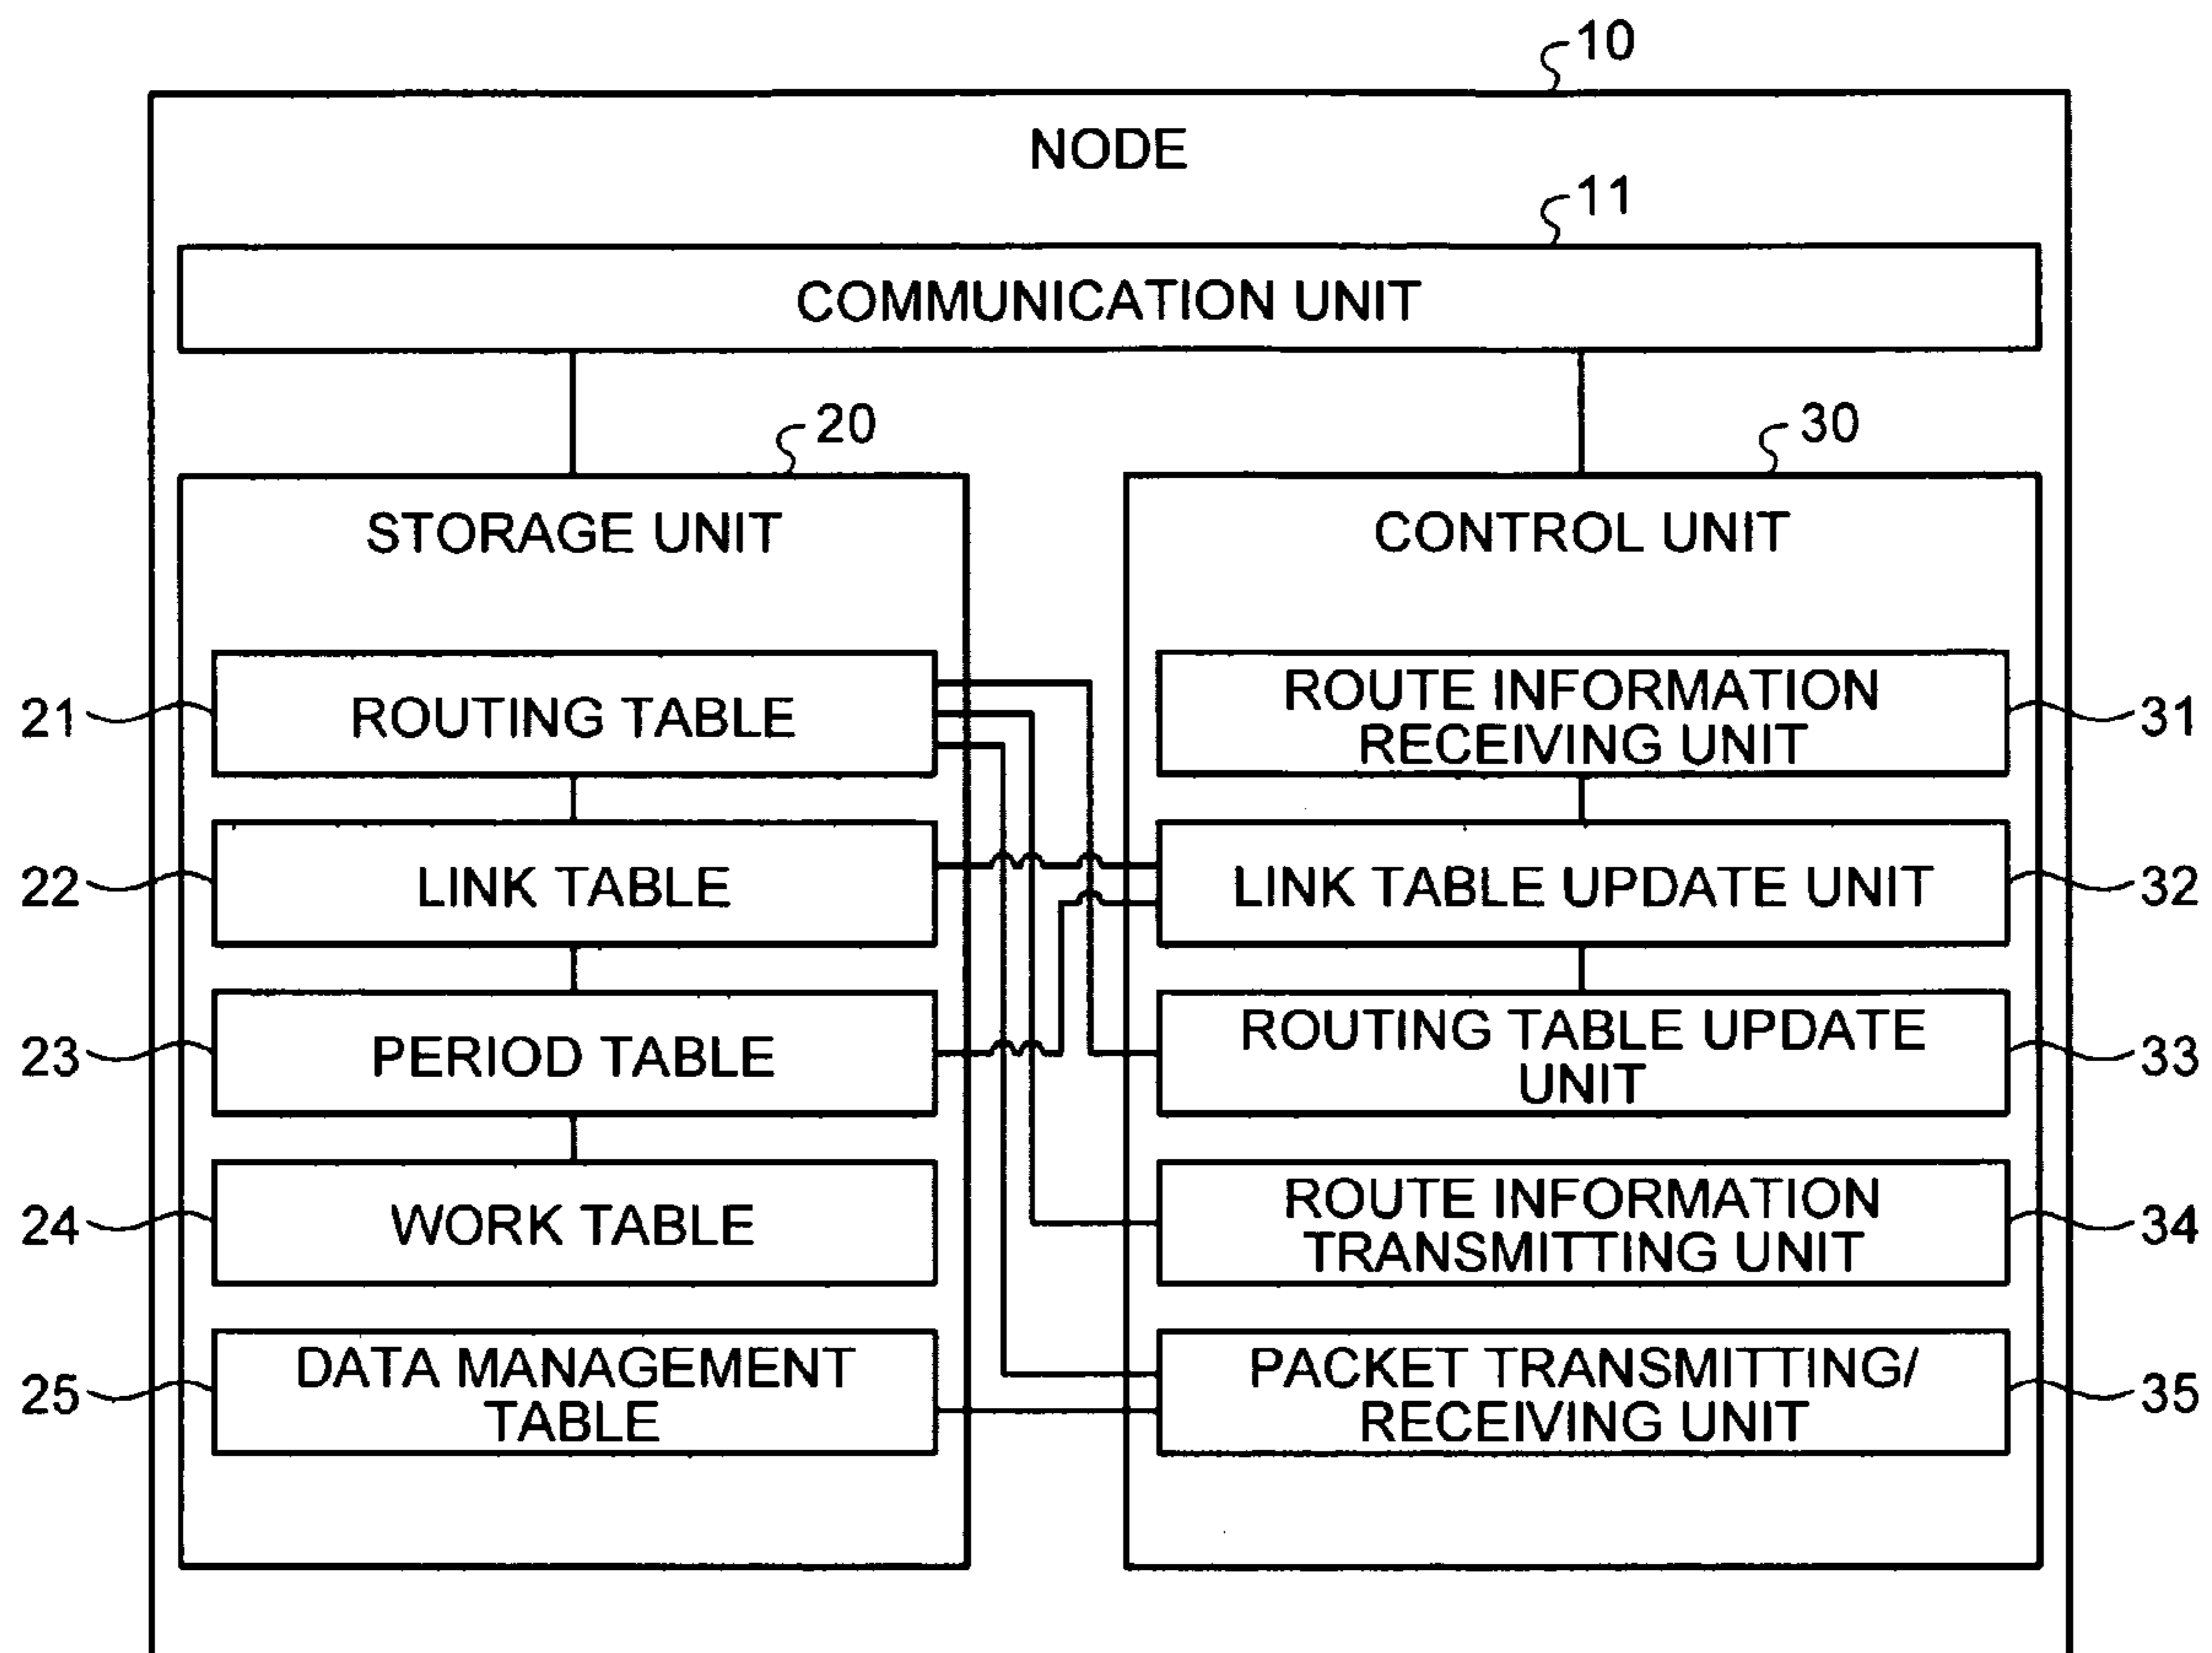 10
NODE
11
COMMUNICATION UNIT
20
30
STORAGE UNIT
CONTROL UNIT
21
ROUTING TABLE
ROUTE INFORMATION
RECEIVING UNIT
31
22
LINK TABLE
LINK TABLE UPDATE UNIT
32
23
PERIOD TABLE
ROUTING TABLE UPDATE
UNIT
33
24
WORK TABLE
ROUTE INFORMATION
TRANSMITTING UNIT
34
25
DATA MANAGEMENT
TABLE
PACKET TRANSMITTING/
RECEIVING UNIT
35